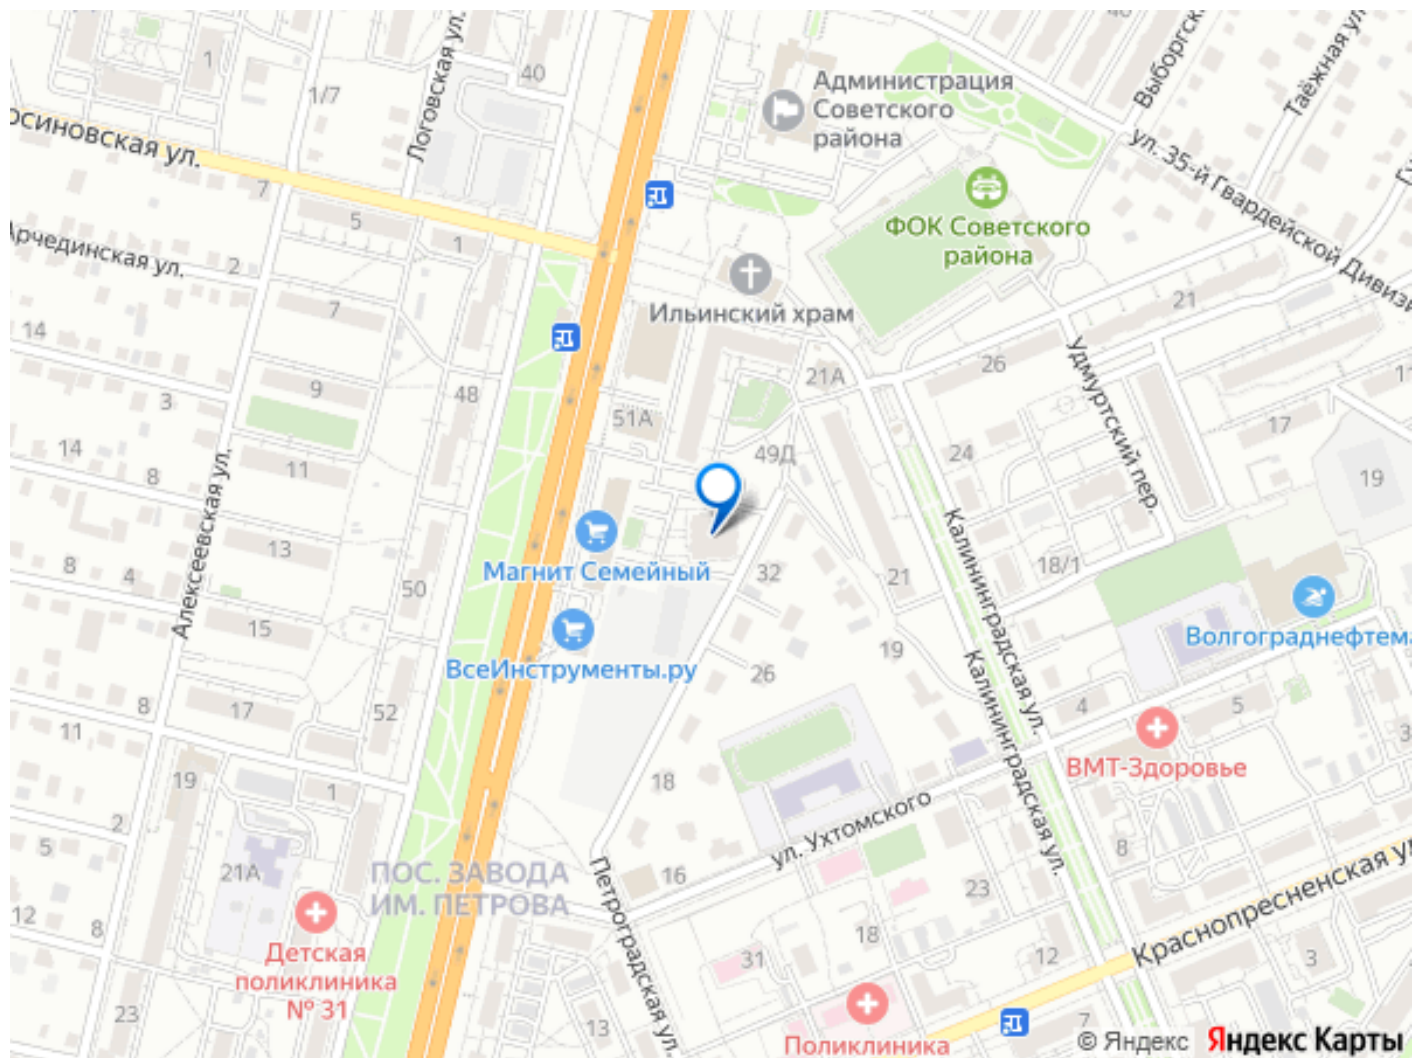 1
40
1/7
Логовская ул.
осиновская ул.
7
5
1
Арчединская ул.
2
7
14
3
9
48
14
8
11
Алексеевская ул.
13
8
4
50
15
8
17
52
11
19
1
2
5
21А
12
8
23
ПОС. ЗАВОДА
ИМ. ПЕТРОВА
Детская
поликлиника
№ 31
Администрация
Советского
района
Выборгск
Таёжная ул.
ул. 35-й Гвардейской Дивизи
ФОК Советского
района
Ильинский храм
21
26
21А
Удмуртский пер.
51А
49Д
24
17
19
11
Магнит Семейный
32
21
18/1
Калининградская ул.
Калининградская ул.
ВсеИнструменты.ру
26
19
Волгограднефтема
4
5
3
ВМТ-Здоровье
18
ул. Ухтомского
16
8
23
Краснопресненская ул
Петроградская ул.
18
31
12
3
13
7
Поликлиника
© Яндекс Яндекс Карты